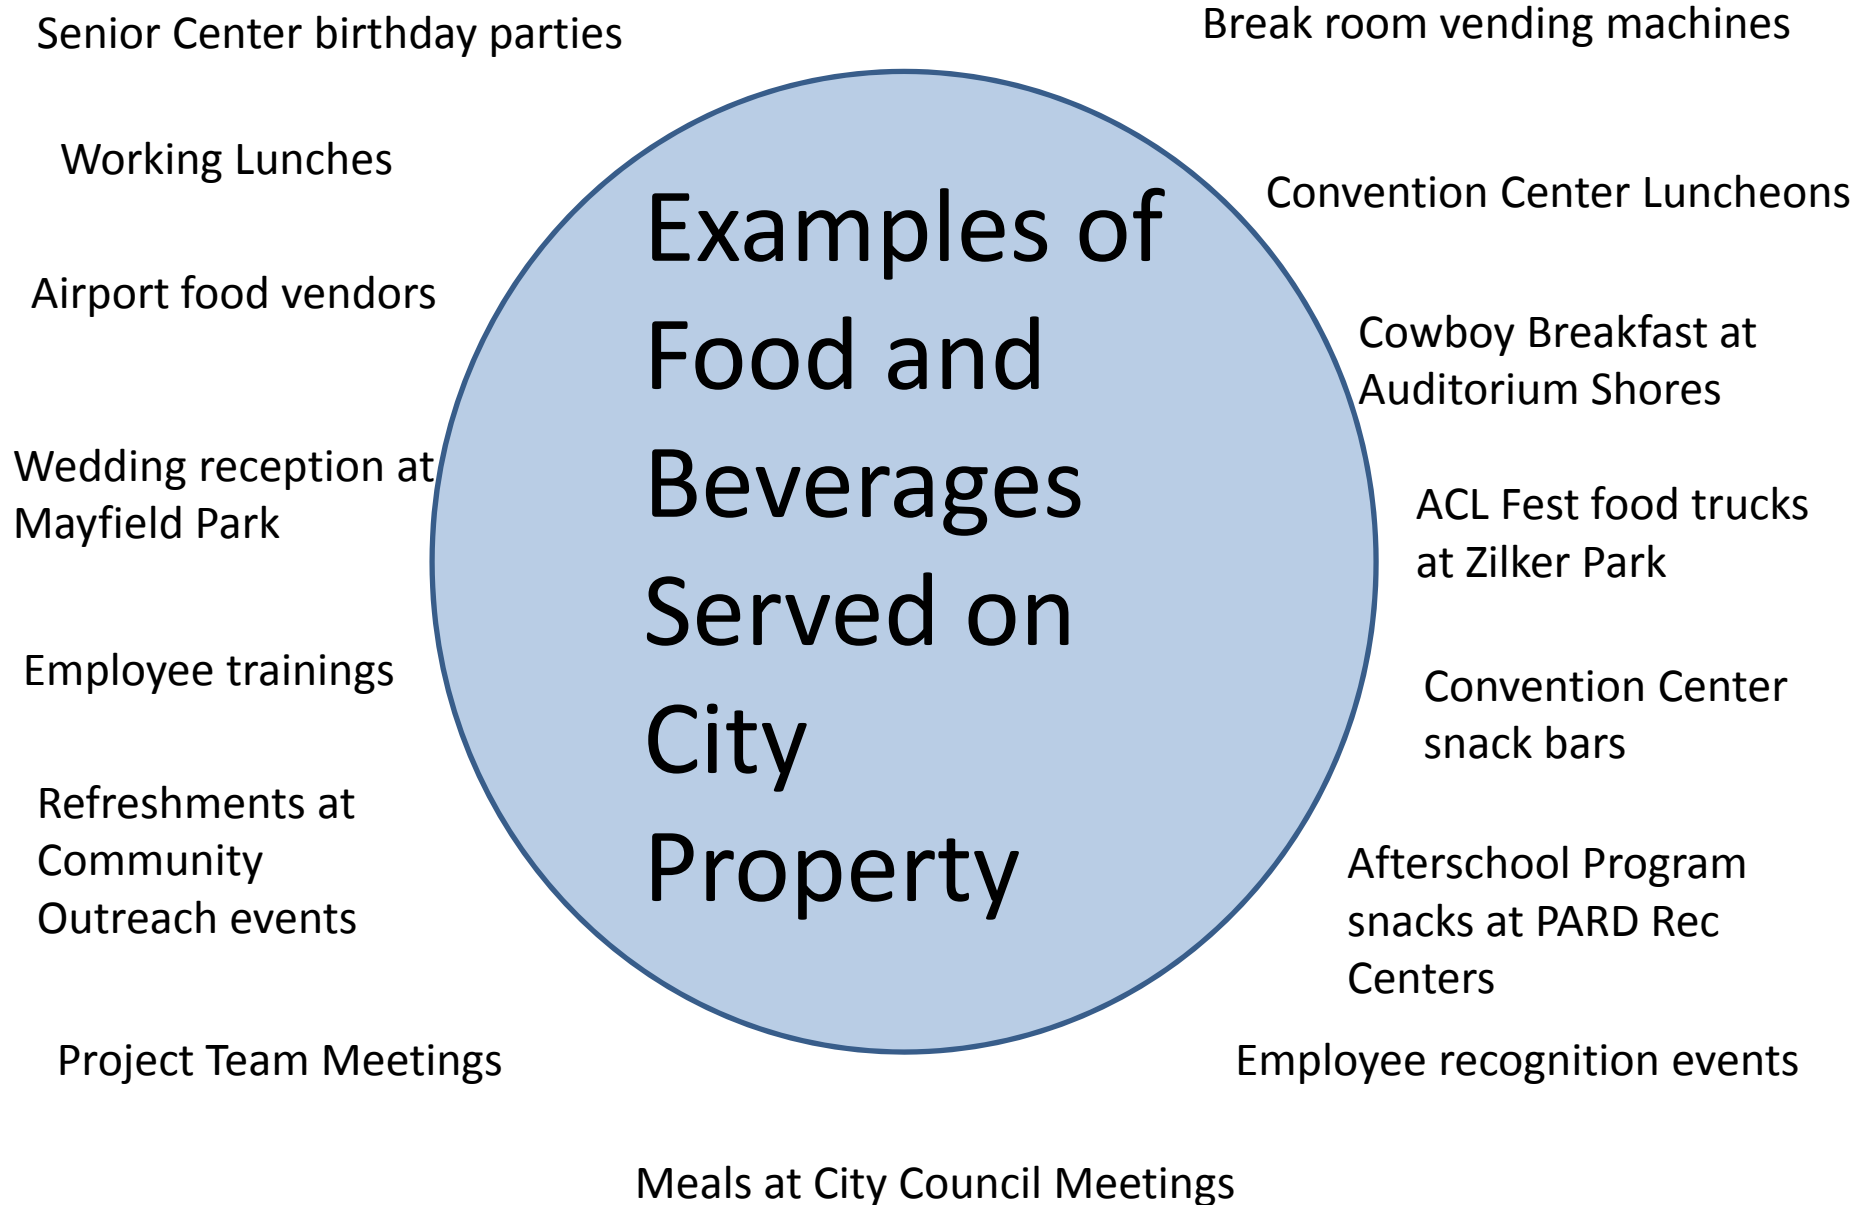 Senior Center birthday parties
Break room vending machines
Working Lunches
Convention Center Luncheons
Airport food vendors
Cowboy Breakfast at
Auditorium Shores
Wedding reception at
Mayfield Park
ACL Fest food trucks
at Zilker Park
Employee trainings
Convention Center
snack bars
Refreshments at
Community
Outreach events
Afterschool Program
snacks at PARD Rec
Centers
Project Team Meetings
Employee recognition events
Meals at City Council Meetings
Examples of
Food and
Beverages
Served on
City
Property